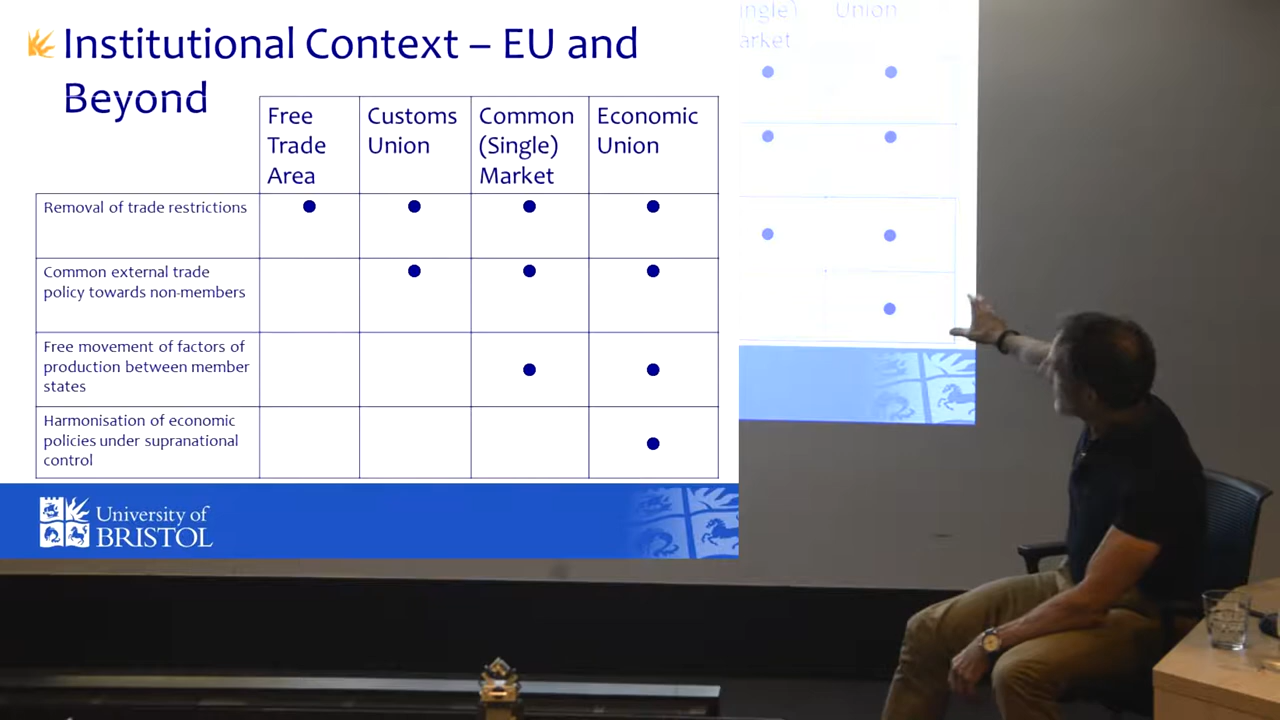 Institutional Context – EU and
Beyond
Free
Trade
Area
Customs
Union
Common
(Single)
Market
Economic
Union
Removal of trade restrictions
Common external trade
policy towards non-members
Free movement of factors of
production between member
states
Harmonisation of economic
policies under supranational
control
University of
BRISTOL
ingle)
arket
Union